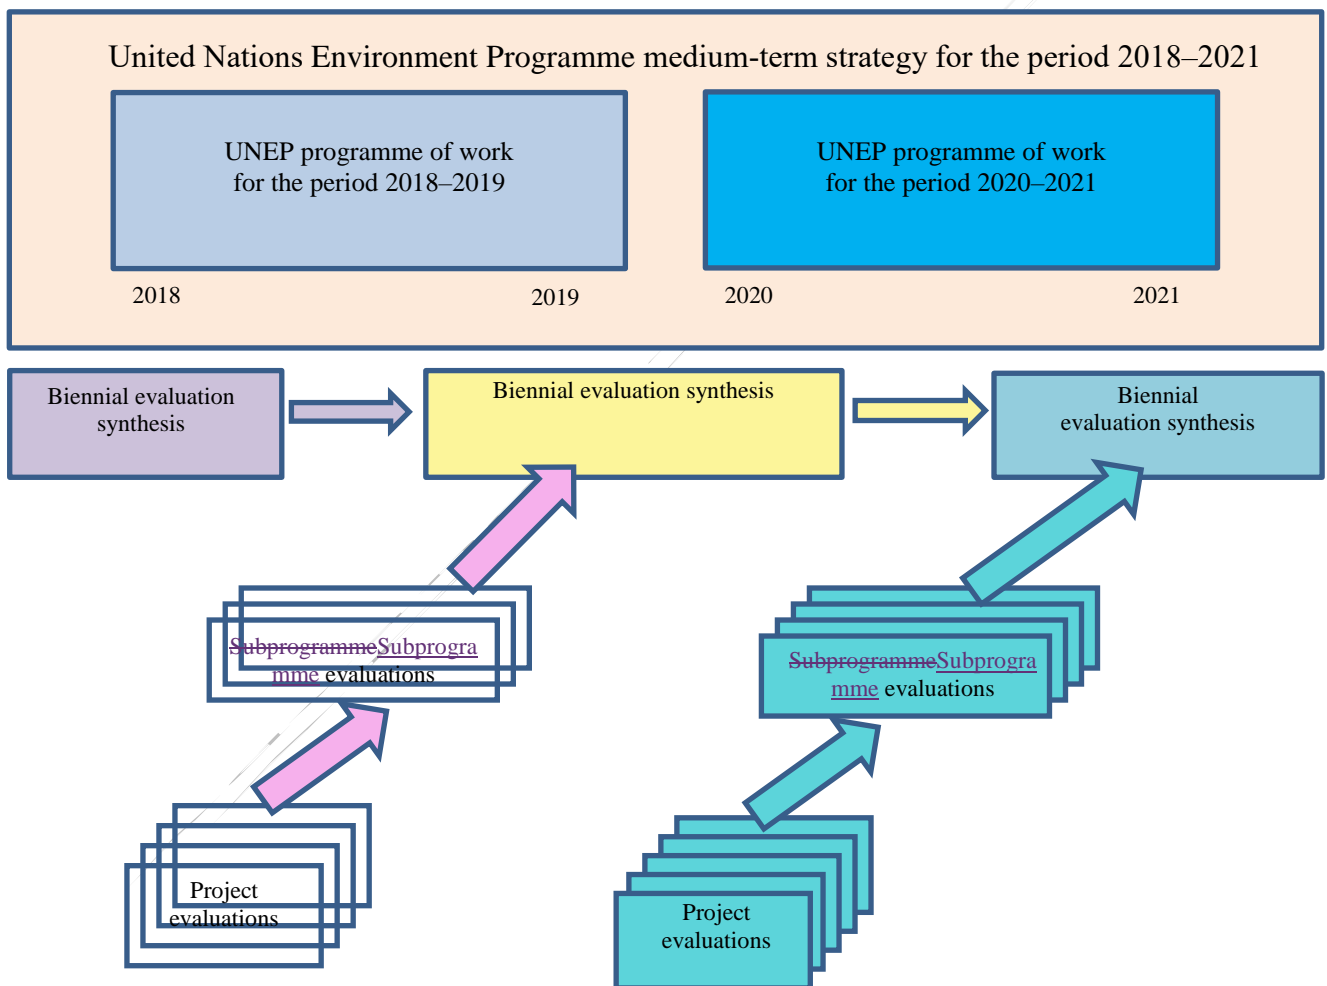 United Nations Environment Programme medium-term strategy for the period 2018–2021
UNEP programme of work
for the period 2018–2019
UNEP programme of work
for the period 2020–2021
2018
2019
2020
2021
Biennial evaluation
synthesis
Biennial evaluation synthesis
Biennial
evaluation synthesis
SubprogrammeSubprogra
mme evaluations
SubprogrammeSubprogra
mme evaluations
Project
evaluations
Project
evaluations